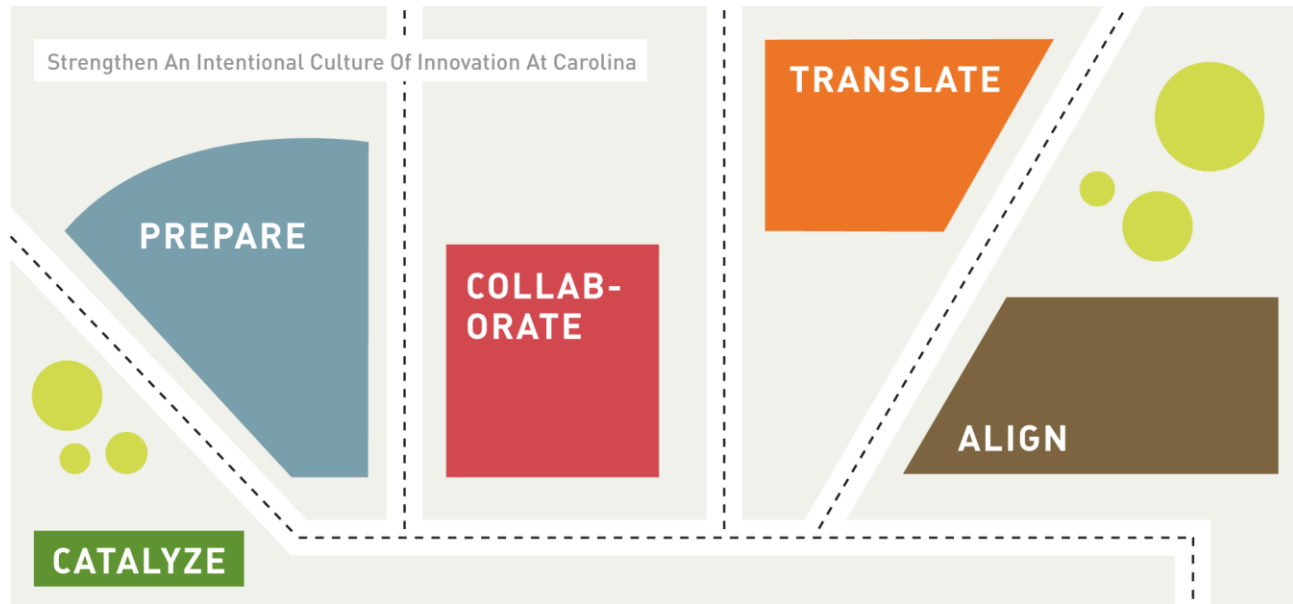 Strengthen An Intentional Culture Of Innovation At Carolina
TRANSLATE
PREPARE
COLLAB-
ORATE
ALIGN
CATALYZE